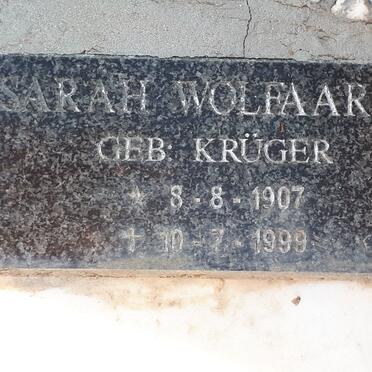 SARAH WOLFAAR
GEB: KRÜGER
* 8 - 8 - 1907
† 10 - 7 - 1999